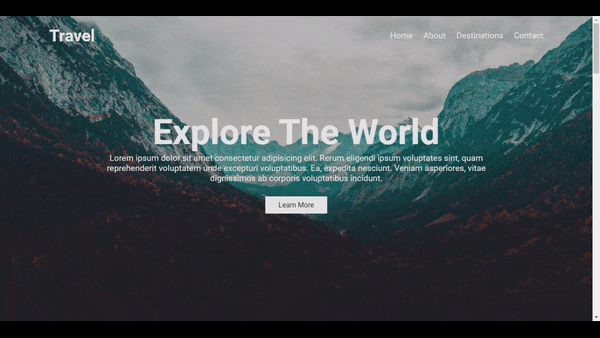 Travel
Home About Destinations Contact
Explore The World
Lorem ipsum dolor sit amet consectetur adipisicing elit. Rerum eligendi ipsum voluptates sint, quam
reprehenderit voluptatem unde excepturi voluptatibus. Ea, expedita nesciunt. Veniam asperiores, vitae
dignissimos ab corporis voluptatibus incidunt.
Learn More